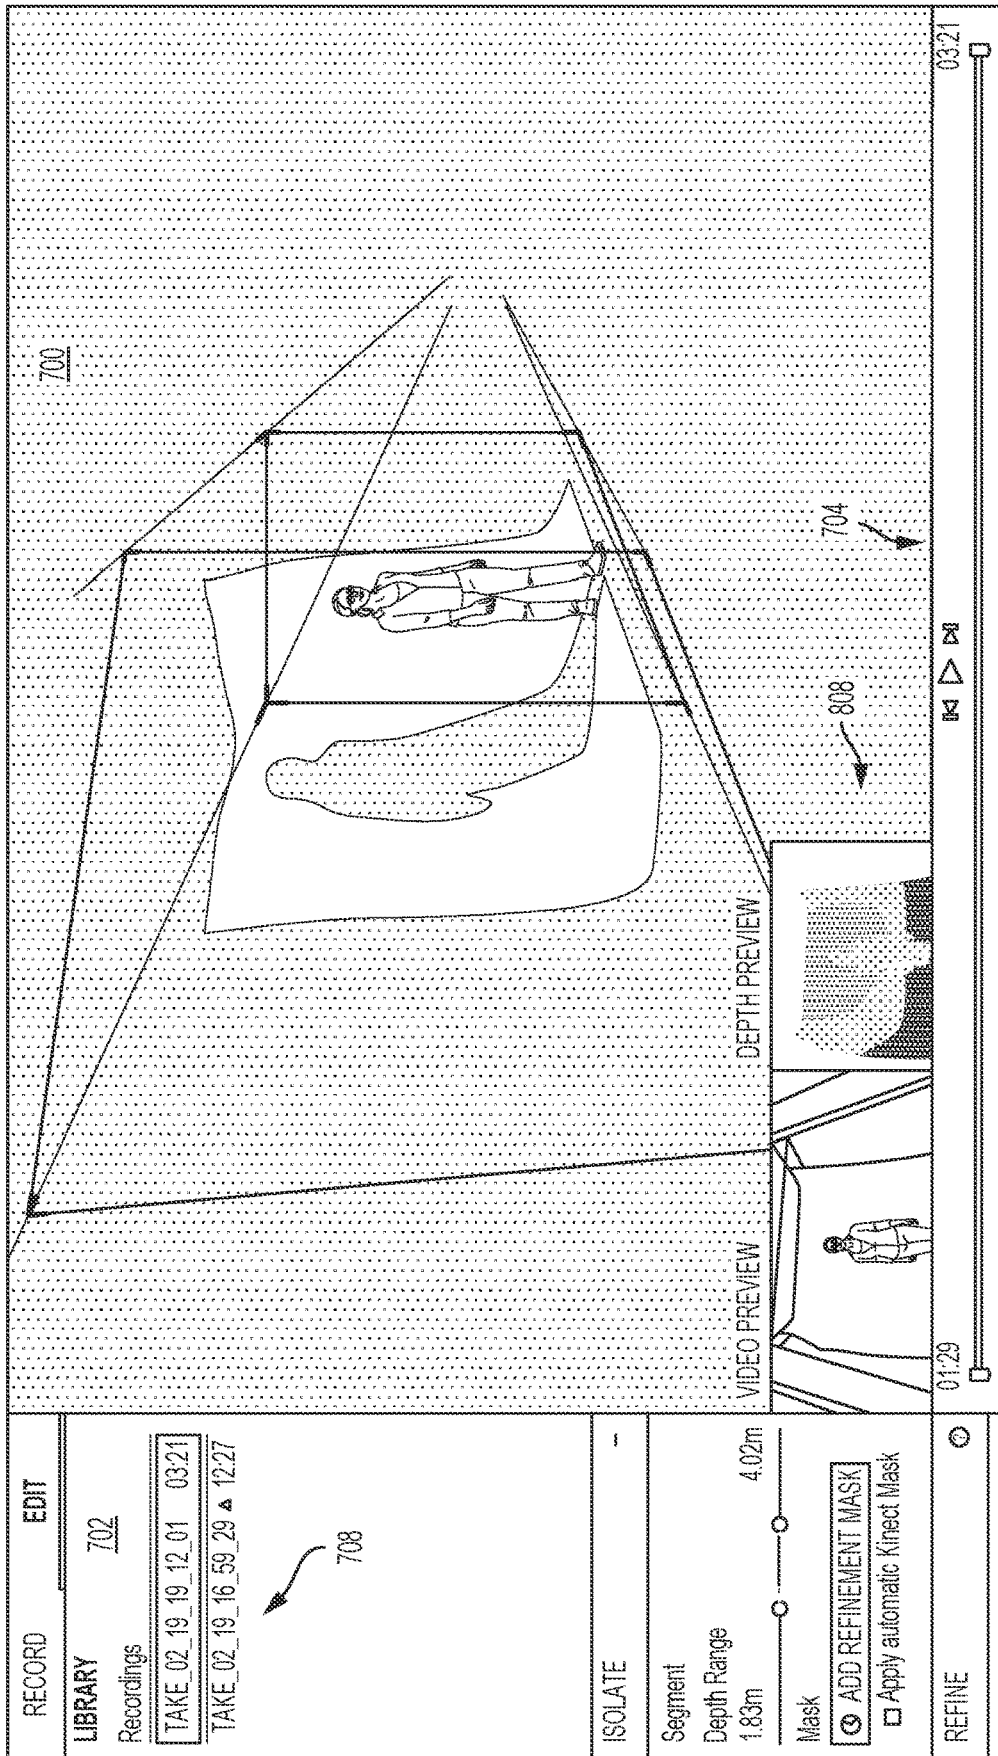 RECORD EDIT
LIBRARY 702
Recordings
TAKE_02_19_19_12_01 03:21
TAKE_02_19_16_59_29 12:27
708
ISOLATE -
Segment
Depth Range
1.83m 4.02m
Mask
ADD REFINEMENT MASK
Apply automatic Kinect Mask
REFINE
700
VIDEO PREVIEW DEPTH PREVIEW
808
704
01:29 03:21